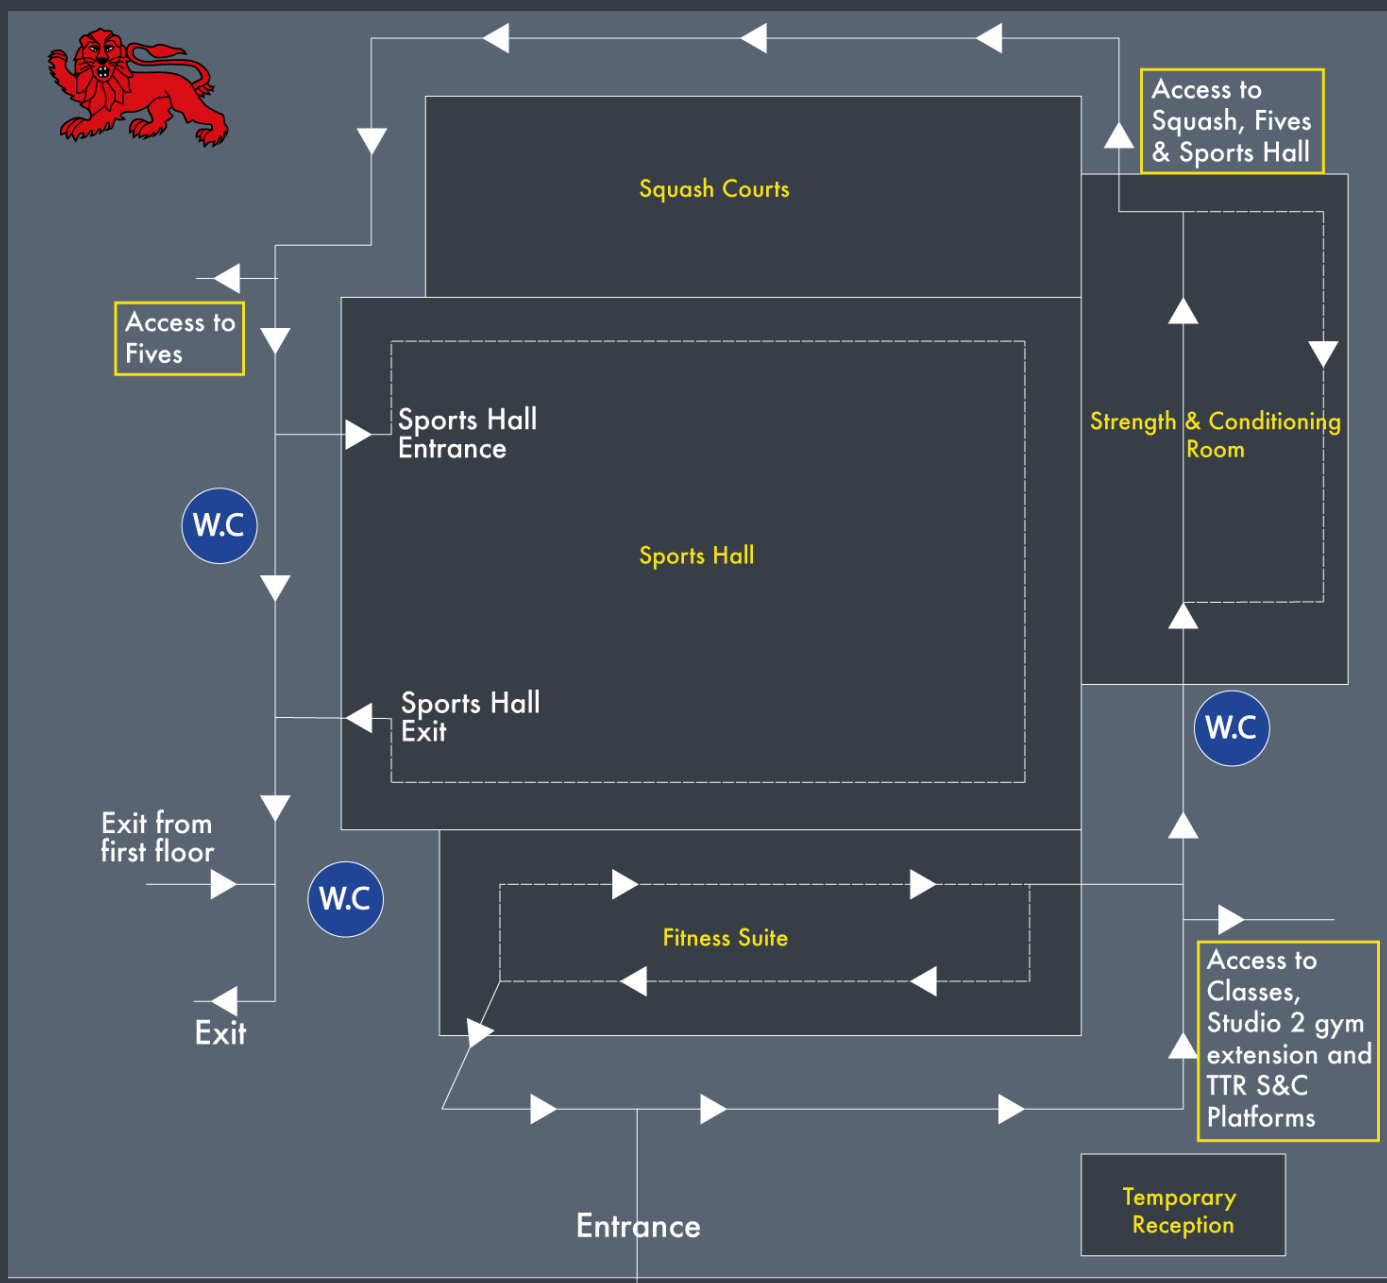 Access to
Squash, Fives
& Sports Hall
Squash Courts
Access to
Fives
Sports Hall
Entrance
Strength & Conditioning
Room
W.C
Sports Hall
Sports Hall
Exit
W.C
Exit from
first floor
W.C
Fitness Suite
Access to
Classes,
Studio 2 gym
extension and
TTR S&C
Platforms
Exit
Temporary
Reception
Entrance